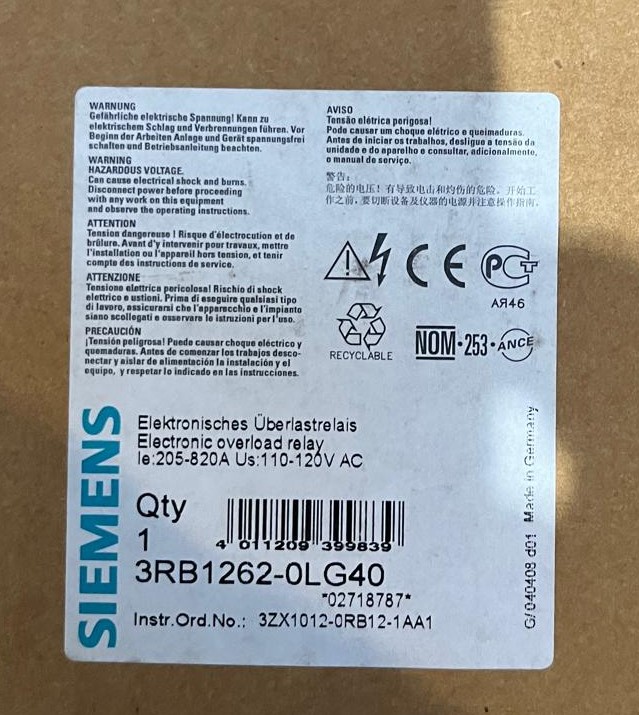 WARNUNG
Gefährliche elektrische Spannung! Kann zu
elektrischem Schlag und Verbrennungen führen. Vor
Beginn der Arbeiten Anlage und Gerät spannungsfrei
schalten und Betriebsanleitung beachten.
WARNING
HAZARDOUS VOLTAGE.
Can cause electrical shock and burns.
Disconnect power before proceeding
with any work on this equipment
and observe the operating instructions.
ATTENTION
Tension dangereuse ! Risque d'électrocution et de
brûlure. Avant d'y intervenir pour travaux, mettre
l'installation ou l'appareil hors tension, et tenir
compte des instructions de service.
ATTENZIONE
Tensione elettrica pericolosa! Rischio di shock
elettrico e ustioni. Prima di eseguire qualsiasi tipo
di lavoro, assicurarsi che l'apparecchio e l'impianto
siano scollegati e osservare le istruzioni per l'uso.
PRECAUCIÓN
¡Tensión peligrosa! Puede causar choque eléctrico y
quemaduras. Antes de comenzar los trabajos desco-
nectar y aislar de alimentación la instalación y el
equipo, y respetar lo indicado en las instrucciones.
AVISO
Tensão elétrica perigosa!
Pode causar um choque elétrico e queimaduras.
Antes de iniciar os trabalhos, desligue a tensão da
unidade e do aparelho e consultar, adicionalmente,
o manual de serviço.
警告:
危险的电压!有导致电击和灼伤的危险。开始工
作之前,要切断设备及仪器的电源并注意操作指南.
CE
PCT
АЯ46
RECYCLABLE
NOM·253·ANCE
SIEMENS
Elektronisches Überlastrelais
Electronic overload relay
Ie:205-820A Us:110-120V AC
Qty
1
4 011209 399839
3RB1262-0LG40
*02718787*
Instr.Ord.No.: 3ZX1012-0RB12-1AA1
G/040408 d01 Made in Germany